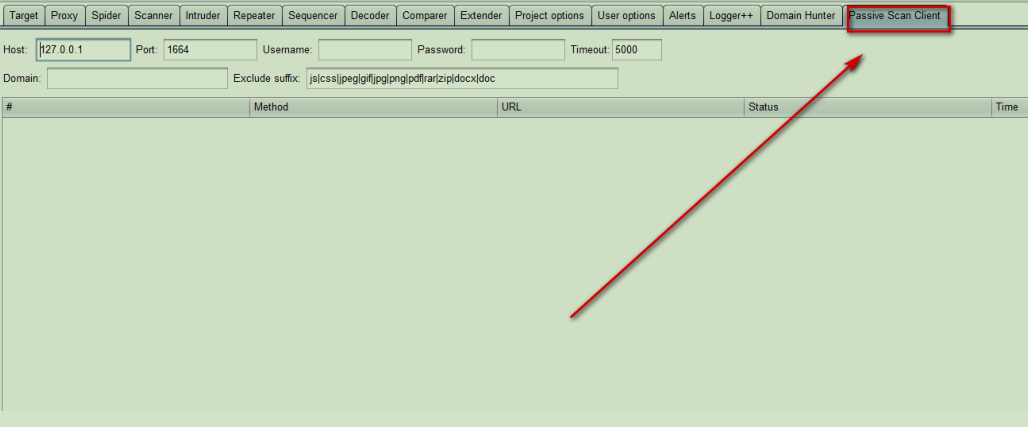 Target Proxy Spider Scanner Intruder Repeater Sequencer Decoder Comparer Extender Project options User options Alerts Logger++ Domain Hunter Passive Scan Client
Host: 127.0.0.1 Port: 1664 Username: Password: Timeout: 5000
Domain: Exclude suffix: js|css|jpeg|gif|jpg|png|pdf|rar|zip|docx|doc
# Method URL Status Time